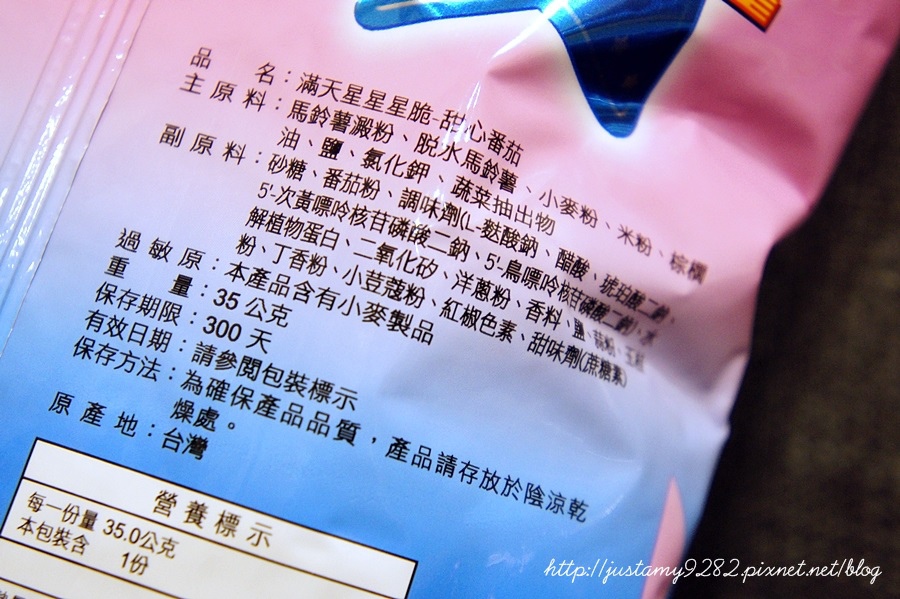 品名：滿天星星星脆-甜心番茄
主原料：馬鈴薯澱粉、脫水馬鈴薯、小麥粉、米粉、棕櫚
油、鹽、氯化鉀、蔬菜抽出物
副原料：砂糖、番茄粉、調味劑(L-麩酸鈉、醋酸、琥珀酸二鈉、
5'-次黃嘌呤核苷磷酸二鈉、5'-鳥嘌呤核苷磷酸二鈉)、水
解植物蛋白、二氧化矽、洋蔥粉、香料、鹽、蒜粉、玉米
粉、丁香粉、小荳蔻粉、紅椒色素、甜味劑(蔗糖素)
過敏原：本產品含有小麥製品
重量：35公克
保存期限：300天
有效日期：請參閱包裝標示
保存方法：為確保產品品質，產品請存放於陰涼乾
燥處。
原產地：台灣
營養標示
每一份量 35.0公克
本包裝含 1份
http://justamy9282.pixnet.net/blog